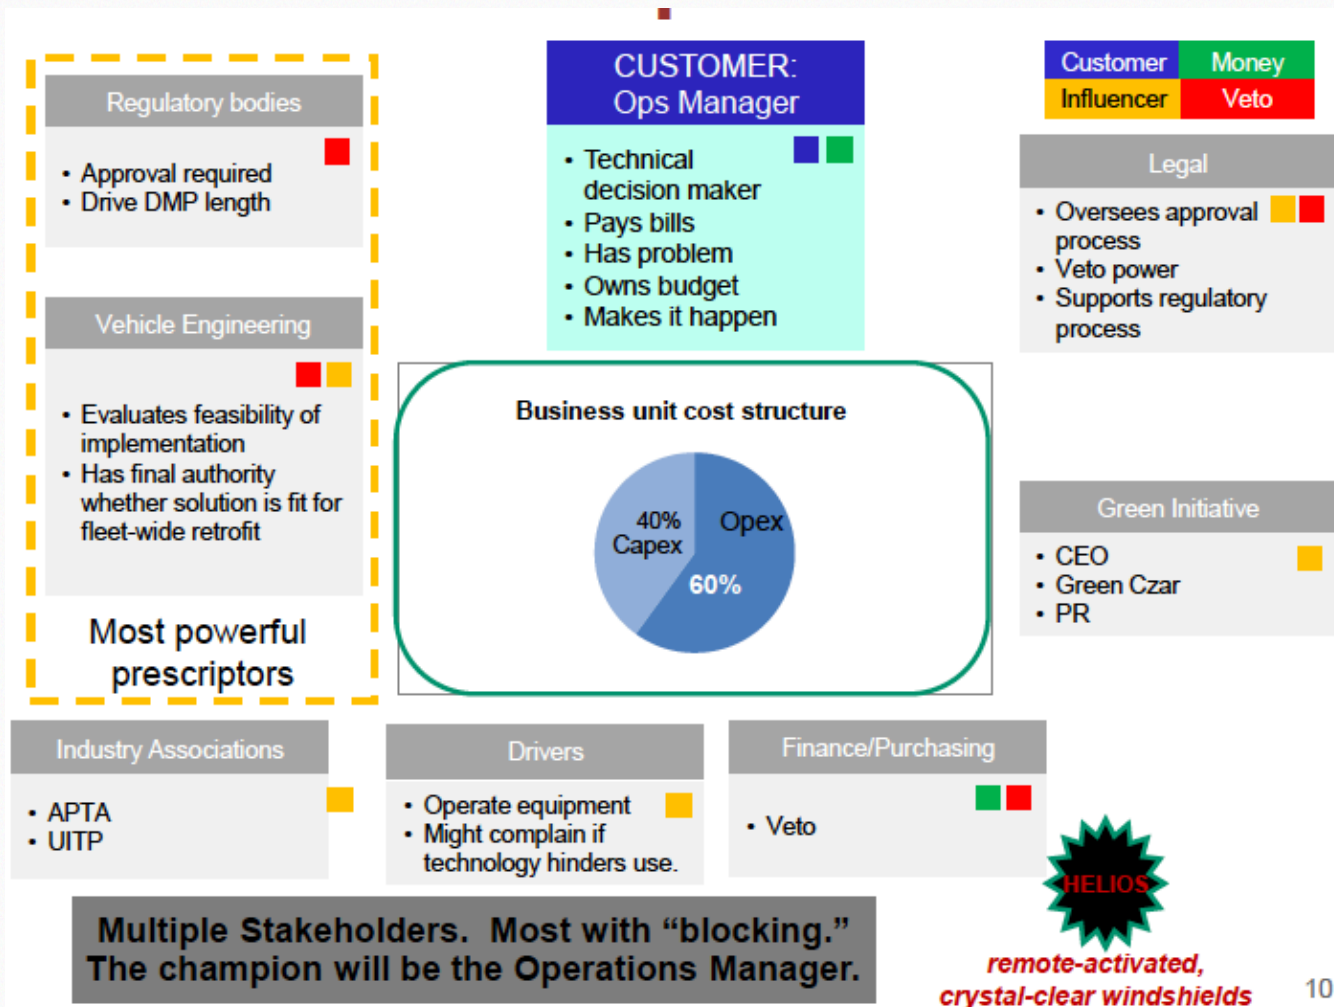 Regulatory bodies
• Approval required
• Drive DMP length
Vehicle Engineering
• Evaluates feasibility of
implementation
• Has final authority
whether solution is fit for
fleet-wide retrofit
Most powerful
prescriptors
CUSTOMER:
Ops Manager
• Technical
decision maker
• Pays bills
• Has problem
• Owns budget
• Makes it happen
Customer Money
Influencer Veto
Legal
• Oversees approval
process
• Veto power
• Supports regulatory
process
Business unit cost structure
40%
Capex
Opex
60%
Green Initiative
• CEO
• Green Czar
• PR
Industry Associations
• APTA
• UITP
Drivers
• Operate equipment
• Might complain if
technology hinders use.
Finance/Purchasing
• Veto
Multiple Stakeholders. Most with “blocking.”
The champion will be the Operations Manager.
HELIOS
remote-activated,
crystal-clear windshields
10